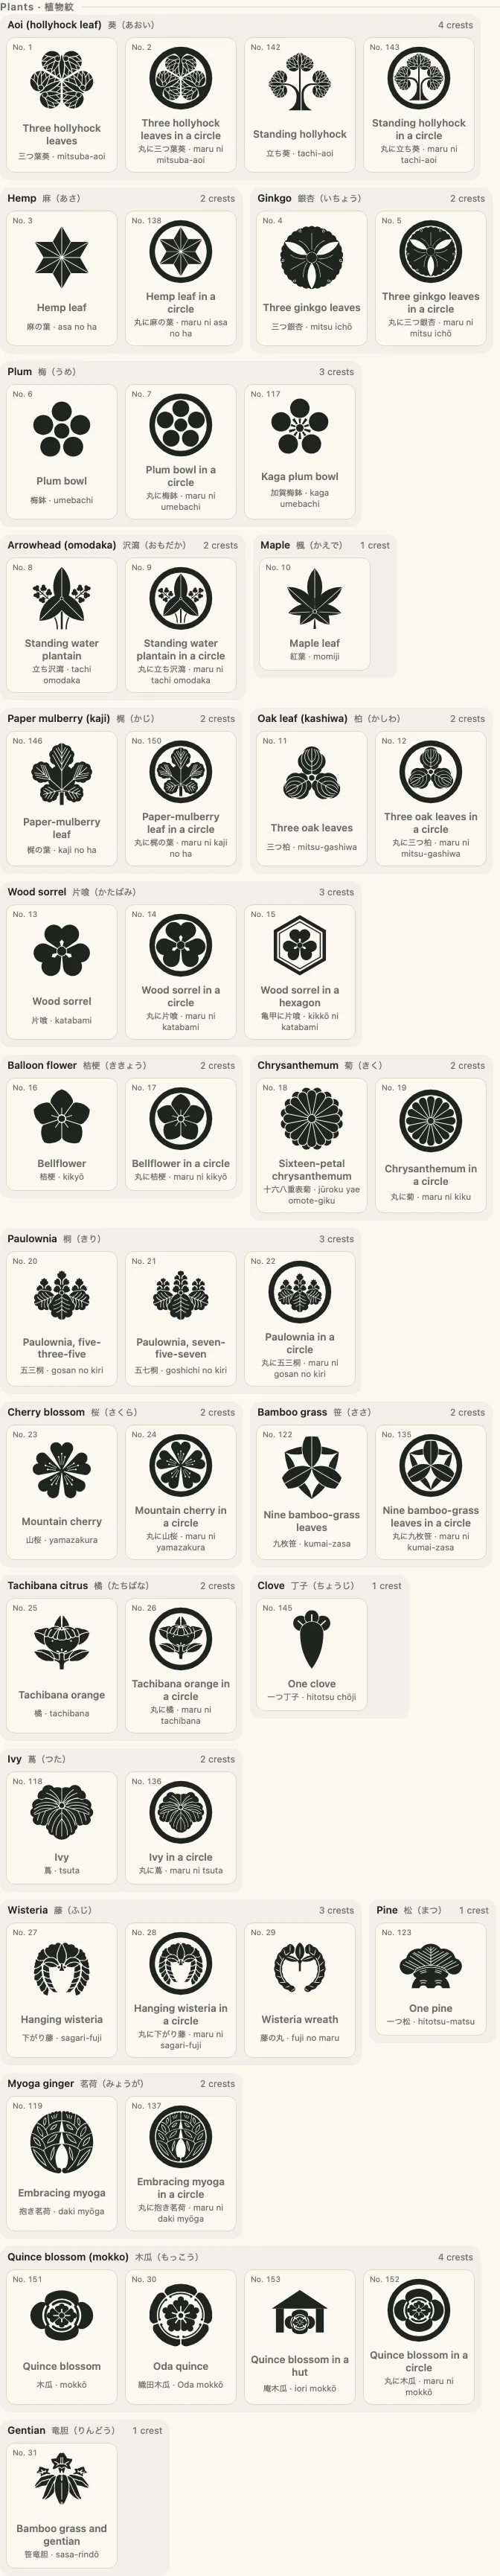 Plants · 植物紋
Aoi (hollyhock leaf) 葵（あおい） 4 crests
No. 1
Three hollyhock
leaves
三つ葉葵 · mitsuba-aoi
No. 2
Three hollyhock
leaves in a circle
丸に三つ葉葵 · maru ni
mitsuba-aoi
No. 142
Standing hollyhock
立ち葵 · tachi-aoi
No. 143
Standing hollyhock
in a circle
丸に立ち葵 · maru ni
tachi-aoi
Hemp 麻（あさ） 2 crests
No. 3
Hemp leaf
麻の葉 · asa no ha
No. 138
Hemp leaf in a
circle
丸に麻の葉 · maru ni asa
no ha
Ginkgo 銀杏（いちょう） 2 crests
No. 4
Three ginkgo leaves
三つ銀杏 · mitsu ichō
No. 5
Three ginkgo leaves
in a circle
丸に三つ銀杏 · maru ni
mitsu ichō
Plum 梅（うめ） 3 crests
No. 6
Plum bowl
梅鉢 · umebachi
No. 7
Plum bowl in a
circle
丸に梅鉢 · maru ni
umebachi
No. 117
Kaga plum bowl
加賀梅鉢 · kaga
umebachi
Arrowhead (omodaka) 沢瀉（おもだか） 2 crests
No. 8
Standing water
plantain
立ち沢瀉 · tachi
omodaka
No. 9
Standing water
plantain in a circle
丸に立ち沢瀉 · maru ni
tachi omodaka
Maple 楓（かえで） 1 crest
No. 10
Maple leaf
紅葉 · momiji
Paper mulberry (kaji) 梶（かじ） 2 crests
No. 146
Paper-mulberry
leaf
梶の葉 · kaji no ha
No. 150
Paper-mulberry
leaf in a circle
丸に梶の葉 · maru ni kaji
no ha
Oak leaf (kashiwa) 柏（かしわ） 2 crests
No. 11
Three oak leaves
三つ柏 · mitsu-gashiwa
No. 12
Three oak leaves in
a circle
丸に三つ柏 · maru ni
mitsu-gashiwa
Wood sorrel 片喰（かたばみ） 3 crests
No. 13
Wood sorrel
片喰 · katabami
No. 14
Wood sorrel in a
circle
丸に片喰 · maru ni
katabami
No. 15
Wood sorrel in a
hexagon
亀甲に片喰 · kikkō ni
katabami
Balloon flower 桔梗（ききょう） 2 crests
No. 16
Bellflower
桔梗 · kikyō
No. 17
Bellflower in a circle
丸に桔梗 · maru ni kikyō
Chrysanthemum 菊（きく） 2 crests
No. 18
Sixteen-petal
chrysanthemum
十六八重表菊 · jūroku yae
omote-giku
No. 19
Chrysanthemum in
a circle
丸に菊 · maru ni kiku
Paulownia 桐（きり） 3 crests
No. 20
Paulownia, five-
three-five
五三桐 · gosan no kiri
No. 21
Paulownia, seven-
five-seven
五七桐 · goshichi no kiri
No. 22
Paulownia in a
circle
丸に五三桐 · maru ni
gosan no kiri
Cherry blossom 桜（さくら） 2 crests
No. 23
Mountain cherry
山桜 · yamazakura
No. 24
Mountain cherry in
a circle
丸に山桜 · maru ni
yamazakura
Bamboo grass 笹（ささ） 2 crests
No. 122
Nine bamboo-grass
leaves
九枚笹 · kumai-zasa
No. 135
Nine bamboo-grass
leaves in a circle
丸に九枚笹 · maru ni
kumai-zasa
Tachibana citrus 橘（たちばな） 2 crests
No. 25
Tachibana orange
橘 · tachibana
No. 26
Tachibana orange in
a circle
丸に橘 · maru ni
tachibana
Clove 丁子（ちょうじ） 1 crest
No. 145
One clove
一つ丁子 · hitotsu chōji
Ivy 蔦（つた） 2 crests
No. 118
Ivy
蔦 · tsuta
No. 136
Ivy in a circle
丸に蔦 · maru ni tsuta
Wisteria 藤（ふじ） 3 crests
No. 27
Hanging wisteria
下がり藤 · sagari-fuji
No. 28
Hanging wisteria in
a circle
丸に下がり藤 · maru ni
sagari-fuji
No. 29
Wisteria wreath
藤の丸 · fuji no maru
Pine 松（まつ） 1 crest
No. 123
One pine
一つ松 · hitotsu-matsu
Myoga ginger 茗荷（みょうが） 2 crests
No. 119
Embracing myoga
抱き茗荷 · daki myōga
No. 137
Embracing myoga
in a circle
丸に抱き茗荷 · maru ni
daki myōga
Quince blossom (mokko) 木瓜（もっこう） 4 crests
No. 151
Quince blossom
木瓜 · mokkō
No. 30
Oda quince
織田木瓜 · Oda mokkō
No. 153
Quince blossom in a
hut
庵木瓜 · iori mokkō
No. 152
Quince blossom in a
circle
丸に木瓜 · maru ni
mokkō
Gentian 竜胆（りんどう） 1 crest
No. 31
Bamboo grass and
gentian
笹竜胆 · sasa-rindō